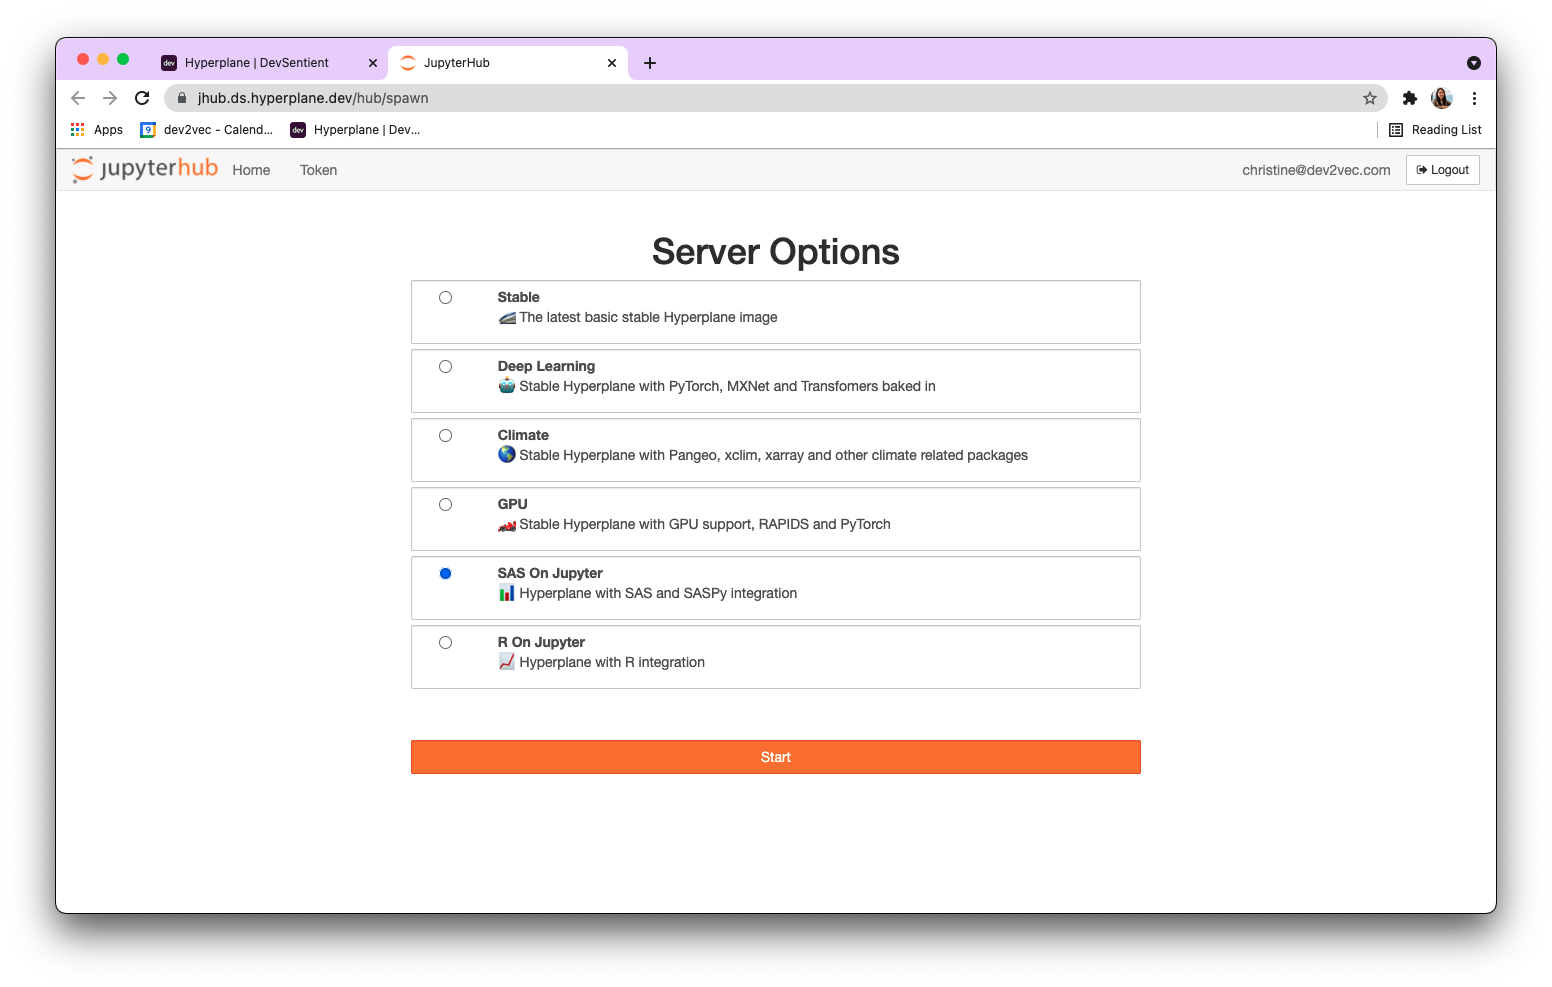 dev Hyperplane | DevSentient
JupyterHub
jhub.ds.hyperplane.dev/hub/spawn
Apps
9 dev2vec - Calend...
dev Hyperplane | Dev...
Reading List
jupyterhub
Home
Token
christine@dev2vec.com
Logout
Server Options
Stable
The latest basic stable Hyperplane image
Deep Learning
Stable Hyperplane with PyTorch, MXNet and Transfomers baked in
Climate
Stable Hyperplane with Pangeo, xclim, xarray and other climate related packages
GPU
Stable Hyperplane with GPU support, RAPIDS and PyTorch
SAS On Jupyter
Hyperplane with SAS and SASPy integration
R On Jupyter
Hyperplane with R integration
Start